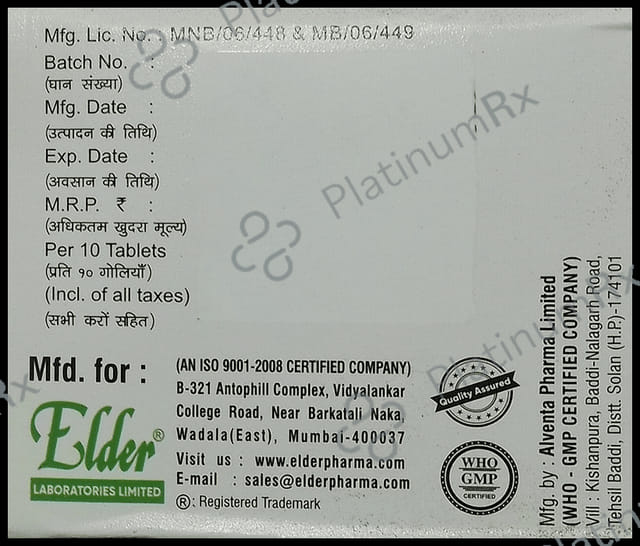 Mfg. Lic. No. : MNB/06/448 & MB/06/449
Batch No. :
(घान संख्या)
Mfg. Date :
(उत्पादन की तिथि)
Exp. Date :
(अवसान की तिथि)
M.R.P. ₹ :
(अधिकतम खुदरा मूल्य)
Per 10 Tablets
(प्रति १० गोलियाँ)
(Incl. of all taxes)
(सभी करों सहित)
Mfd. for :
Elder®
LABORATORIES LIMITED
(AN ISO 9001-2008 CERTIFIED COMPANY)
B-321 Antophill Complex, Vidyalankar
College Road, Near Barkatali Naka,
Wadala(East), Mumbai-400037
Visit us : www.elderpharma.com
E-mail : sales@elderpharma.com
®: Registered Trademark
Quality Assured
WHO
GMP
CERTIFIED
Mfg. by : Alventa Pharma Limited
(WHO - GMP CERTIFIED COMPANY)
Vill : Kishanpura, Baddi-Nalagarh Road,
Tehsil Baddi, Distt. Solan (H.P.)-174101
PlatinumRx
PlatinumRx
PlatinumRx